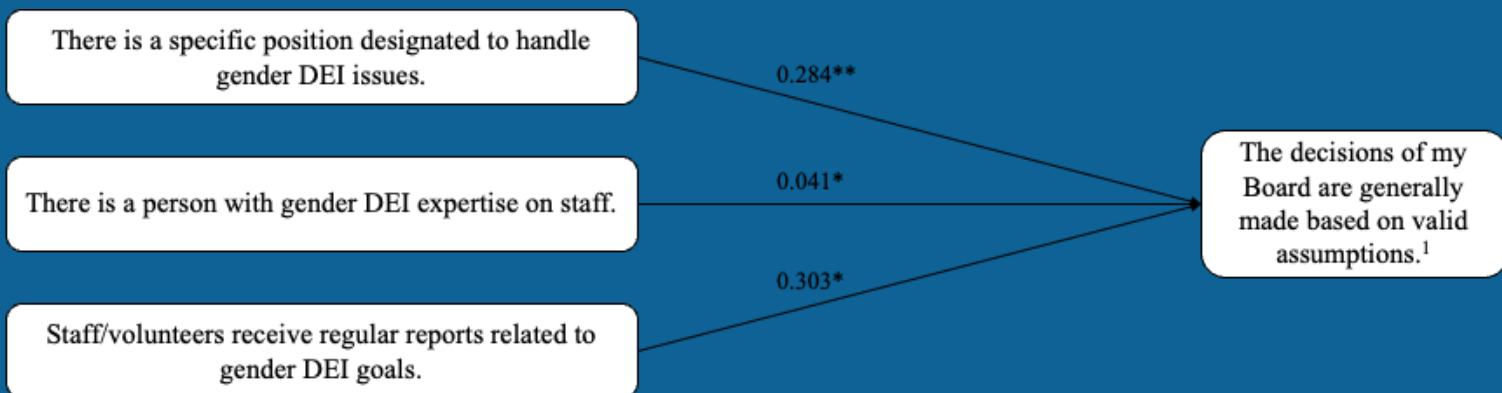 There is a specific position designated to handle
gender DEI issues.
0.284**
There is a person with gender DEI expertise on staff.
0.041*
Staff/volunteers receive regular reports related to
gender DEI goals.
0.303*
The decisions of my
Board are generally
made based on valid
assumptions.¹